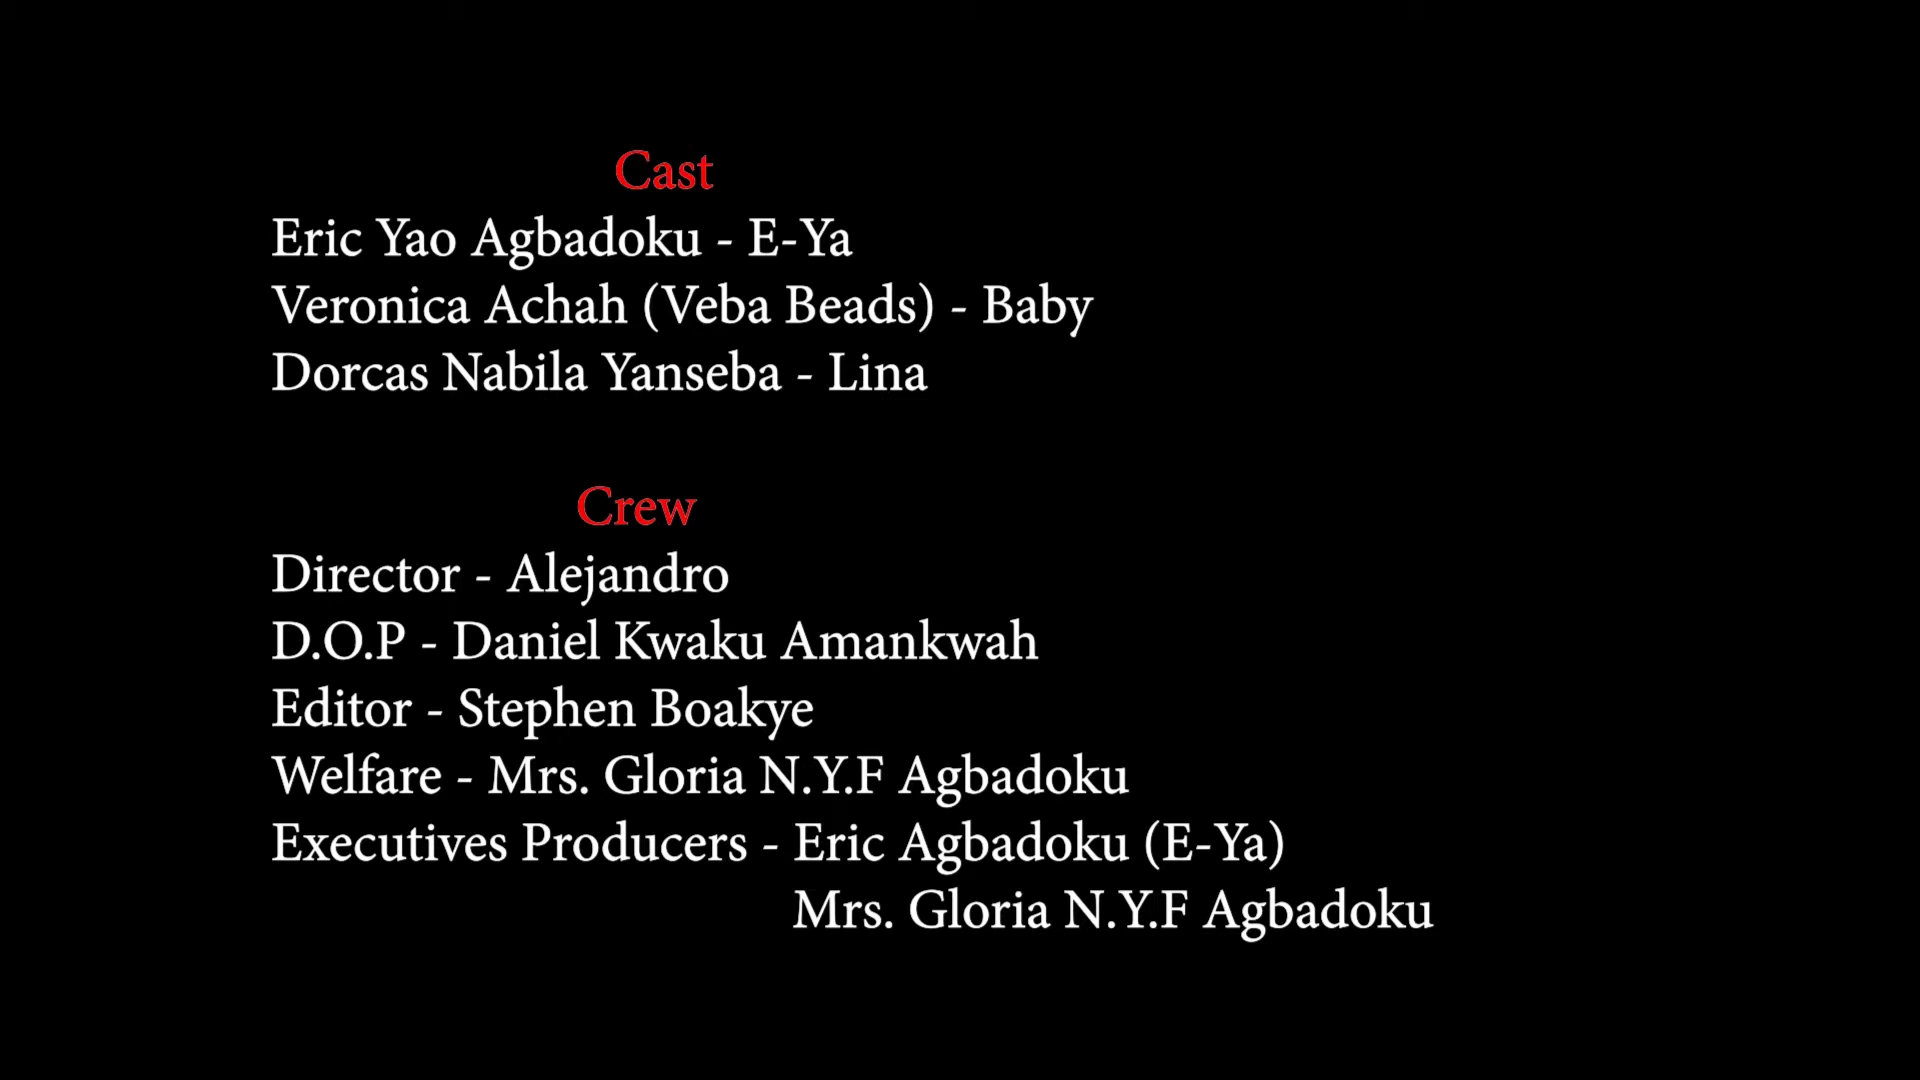 Cast
Eric Yao Agbadoku - E-Ya
Veronica Achah (Veba Beads) - Baby
Dorcas Nabila Yanseba - Lina
Crew
Director - Alejandro
D.O.P - Daniel Kwaku Amankwah
Editor - Stephen Boakye
Welfare - Mrs. Gloria N.Y.F Agbadoku
Executives Producers - Eric Agbadoku (E-Ya)
Mrs. Gloria N.Y.F Agbadoku